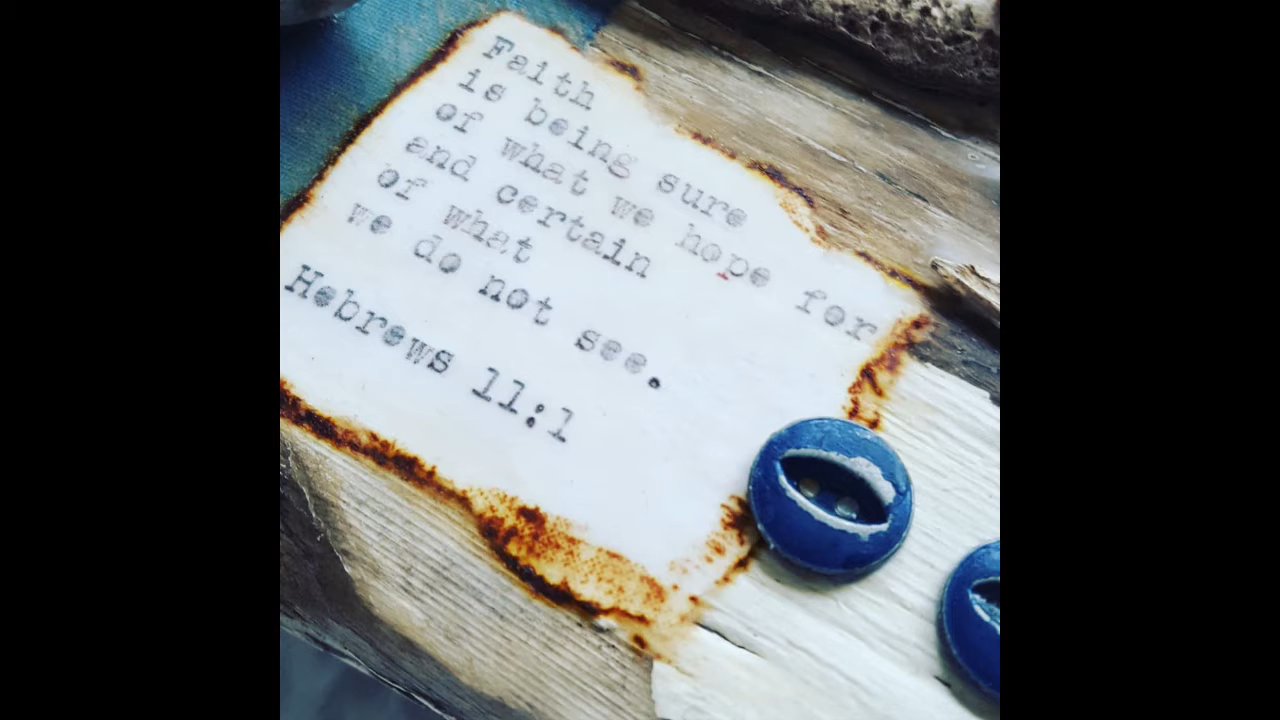 Faith
is being sure
of what we hope for
and certain
of what
we do not see.
Hebrews 11:1